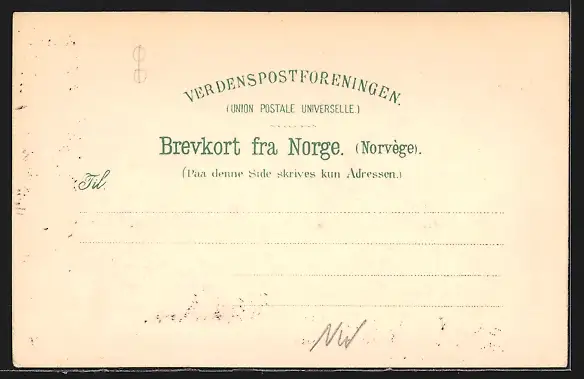 VERDENSPOSTFORENINGEN.
(UNION POSTALE UNIVERSELLE.)
Brevkort fra Norge. (Norvège).
(Paa denne Side skrives kun Adressen.)
Til